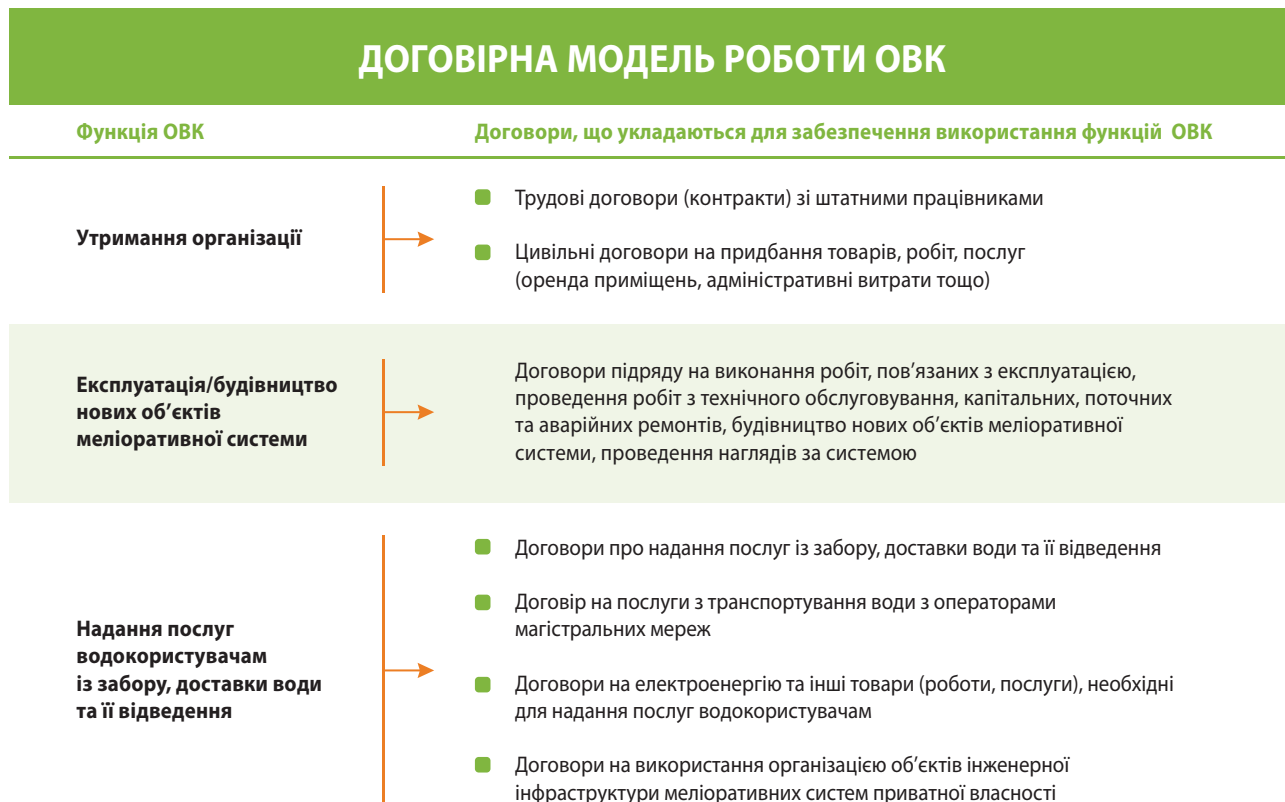 ДОГОВІРНА МОДЕЛЬ РОБОТИ ОВК
Функція ОВК
Договори, що укладаються для забезпечення використання функцій ОВК
Утримання організації
Трудові договори (контракти) зі штатними працівниками
Цивільні договори на придбання товарів, робіт, послуг
(оренда приміщень, адміністративні витрати тощо)
Експлуатація/будівництво
нових об’єктів
меліоративної системи
Договори підряду на виконання робіт, пов’язаних з експлуатацією,
проведення робіт з технічного обслуговування, капітальних, поточних
та аварійних ремонтів, будівництво нових об’єктів меліоративної
системи, проведення наглядів за системою
Надання послуг
водокористувачам
із забору, доставки води
та її відведення
Договори про надання послуг із забору, доставки води та її відведення
Договір на послуги з транспортування води з операторами
магістральних мереж
Договори на електроенергію та інші товари (роботи, послуги), необхідні
для надання послуг водокористувачам
Договори на використання організацією об’єктів інженерної
інфраструктури меліоративних систем приватної власності